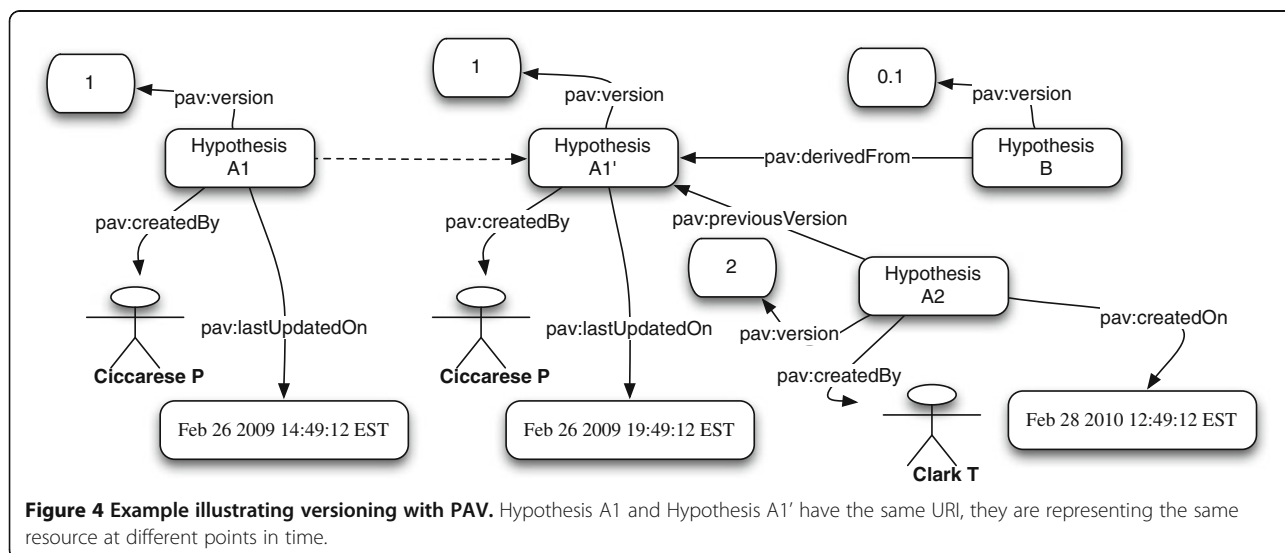 1
pav:version
Hypothesis
A1
pav:createdBy
Ciccarese P
pav:lastUpdatedOn
Feb 26 2009 14:49:12 EST
1
pav:version
Hypothesis
A1'
pav:createdBy
Ciccarese P
pav:lastUpdatedOn
Feb 26 2009 19:49:12 EST
0.1
pav:version
Hypothesis
B
pav:derivedFrom
pav:previousVersion
2
pav:version
Hypothesis
A2
pav:createdBy
Clark T
pav:createdOn
Feb 28 2010 12:49:12 EST
Figure 4 Example illustrating versioning with PAV. Hypothesis A1 and Hypothesis A1’ have the same URI, they are representing the same
resource at different points in time.